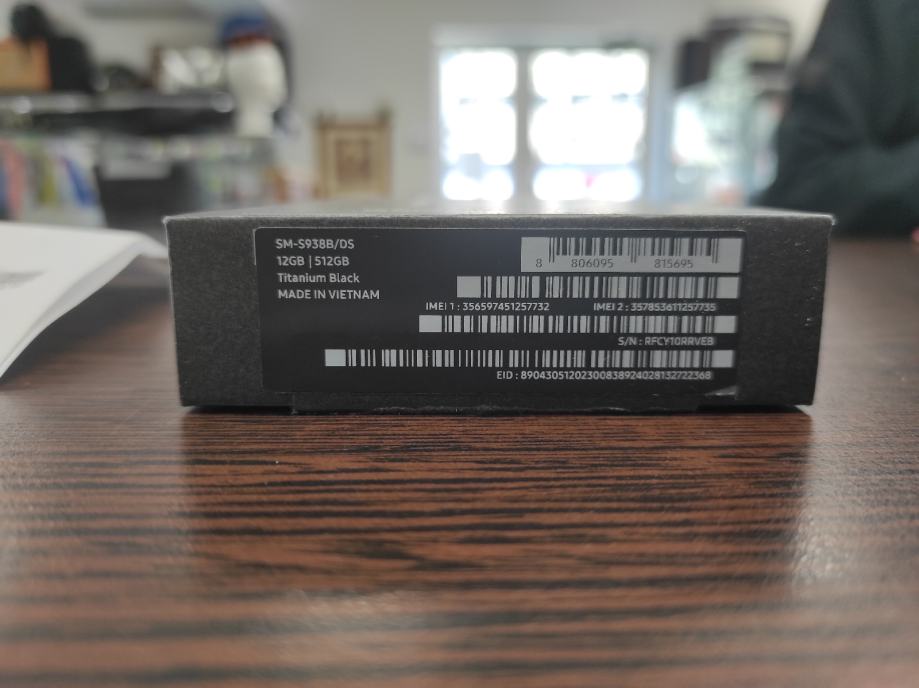 SM-S938B/DS
12GB | 512GB
Titanium Black
MADE IN VIETNAM
8 806095 815695
IMEI 1 : 356597451257732 IMEI 2 : 357853611257735
S/N : RFCY10RRVEB
EID : 89043051202300838924028132722368